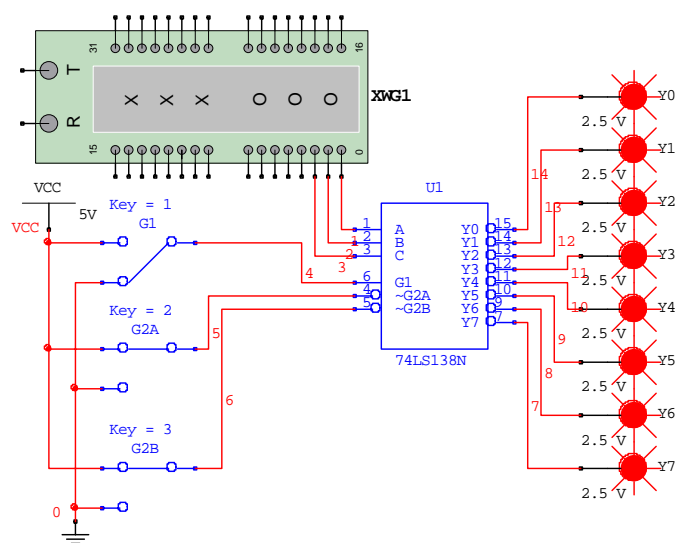 31
16
T
X X X O O O
XWG1
R
15
0
VCC
5V
VCC
Key = 1
G1
Key = 2
G2A
Key = 3
G2B
0
4
5
6
1
2
3
U1
1
2
3
6
4
5
A
B
C
G1
~G2A
~G2B
Y0
Y1
Y2
Y3
Y4
Y5
Y6
Y7
15
14
13
12
11
10
9
7
74LS138N
14
13
12
11
10
9
8
7
Y0
2.5 V
Y1
2.5 V
Y2
2.5 V
Y3
2.5 V
Y4
2.5 V
Y5
2.5 V
Y6
2.5 V
Y7
2.5 V